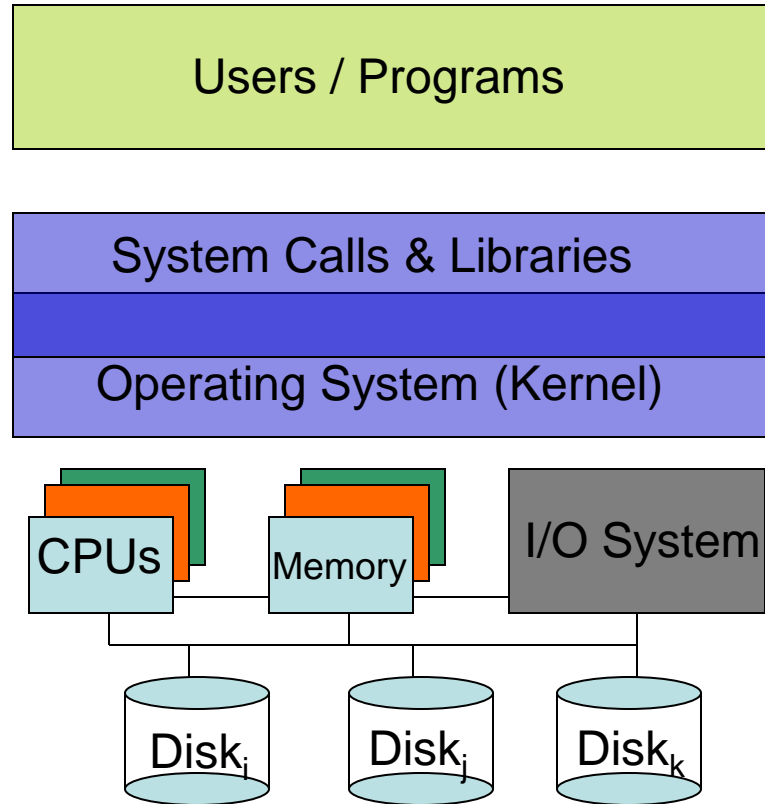 Users / Programs
System Calls & Libraries
Operating System (Kernel)
CPUs
Memory
I/O System
Diskᵢ
Diskⱼ
Diskₖ